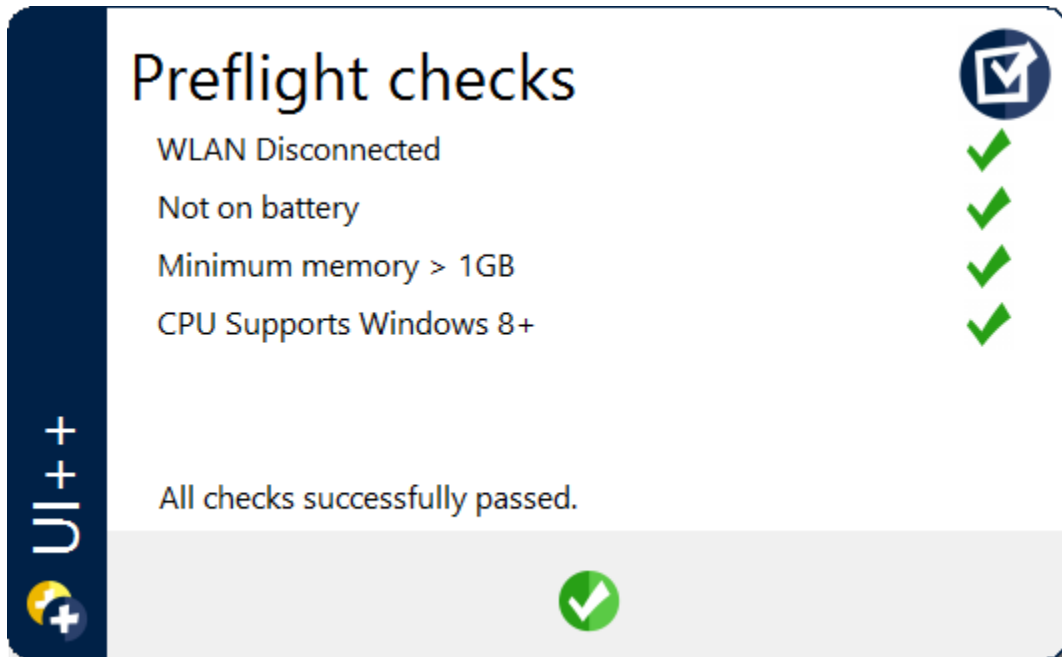 Preflight checks
WLAN Disconnected
Not on battery
Minimum memory > 1GB
CPU Supports Windows 8+
All checks successfully passed.
UI++